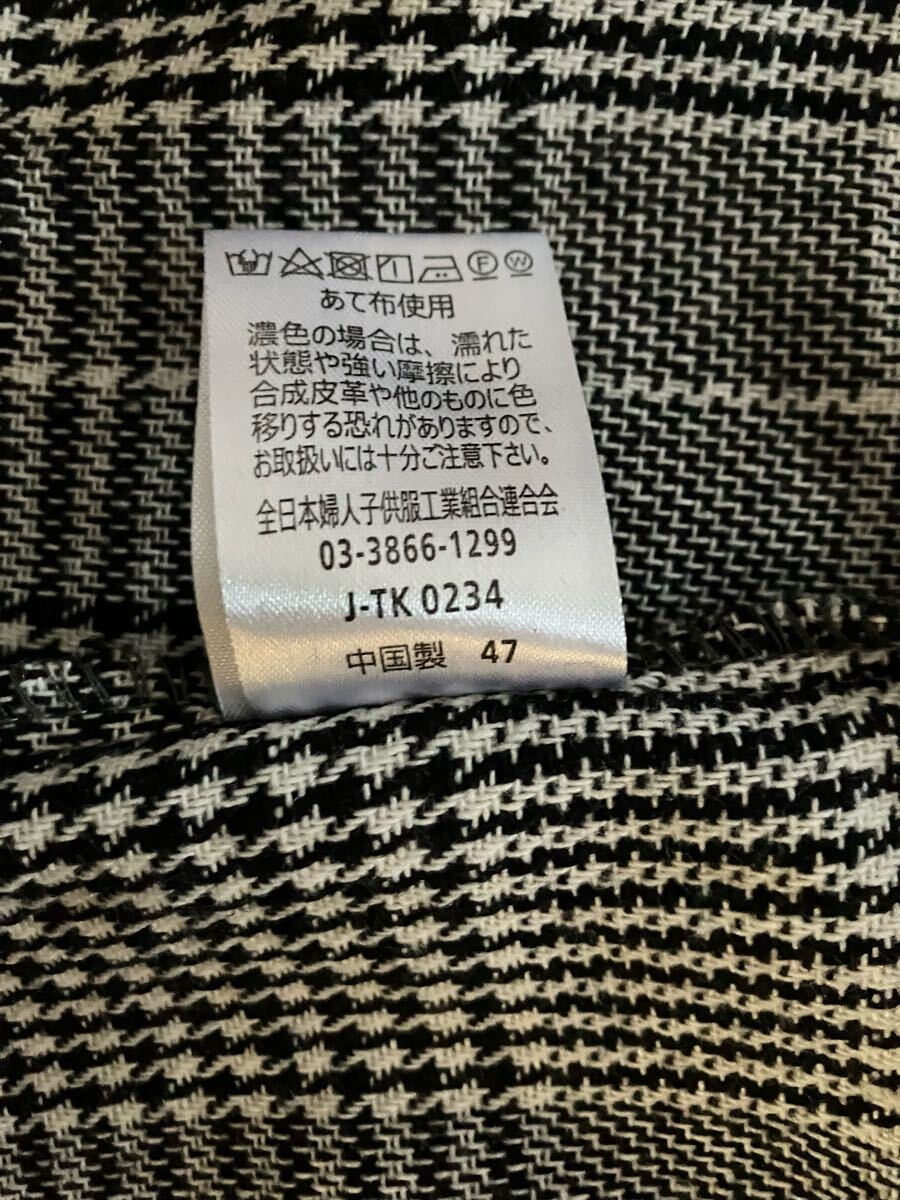 F W
あて布使用
濃色の場合は、濡れた
状態や強い摩擦により
合成皮革や他のものに色
移りする恐れがありますので、
お取扱いには十分ご注意下さい。
全日本婦人子供服工業組合連合会
03-3866-1299
J-TK 0234
中国製 47